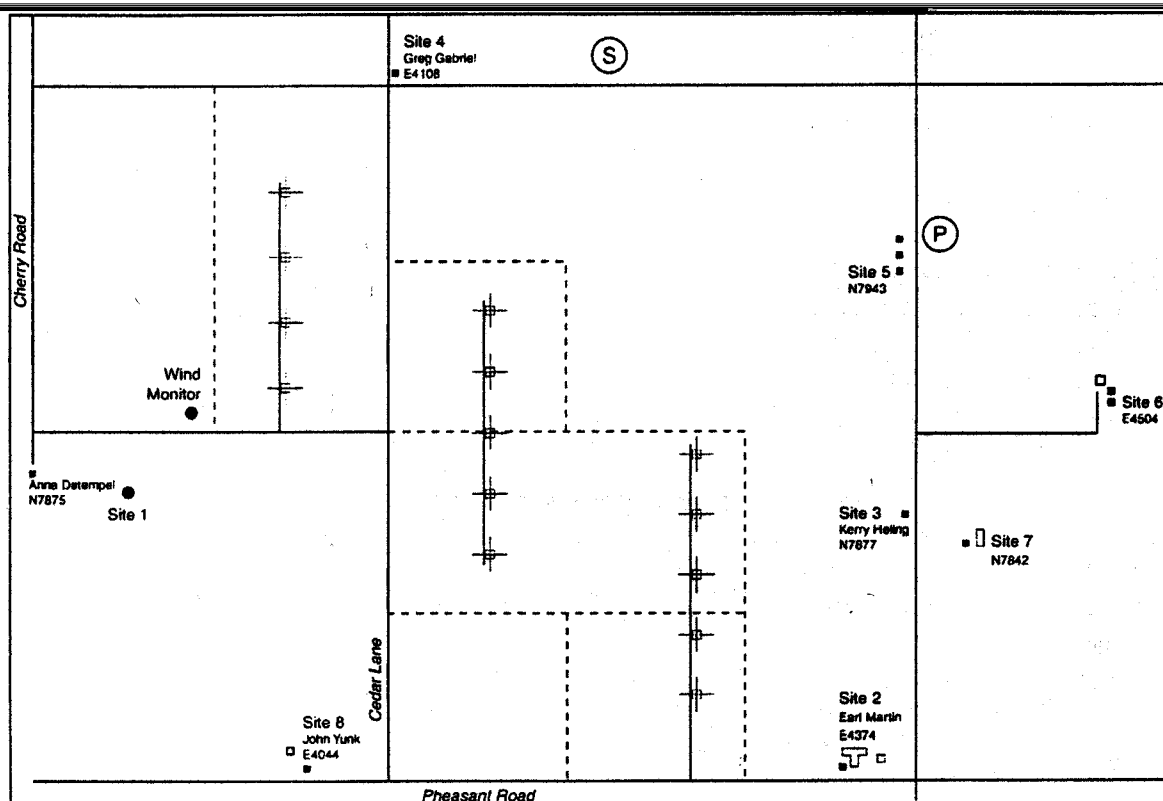 Site 4
Greg Gabriel
E4108
S
Cherry Road
P
Site 5
N7943
Wind
Monitor
Site 6
E4504
Anna Detempel
N7875
Site 1
Site 3
Kerry Heling
N7877
Site 7
N7842
Cedar Lane
Site 2
Earl Martin
E4374
Site 8
John Yunk
E4044
Pheasant Road